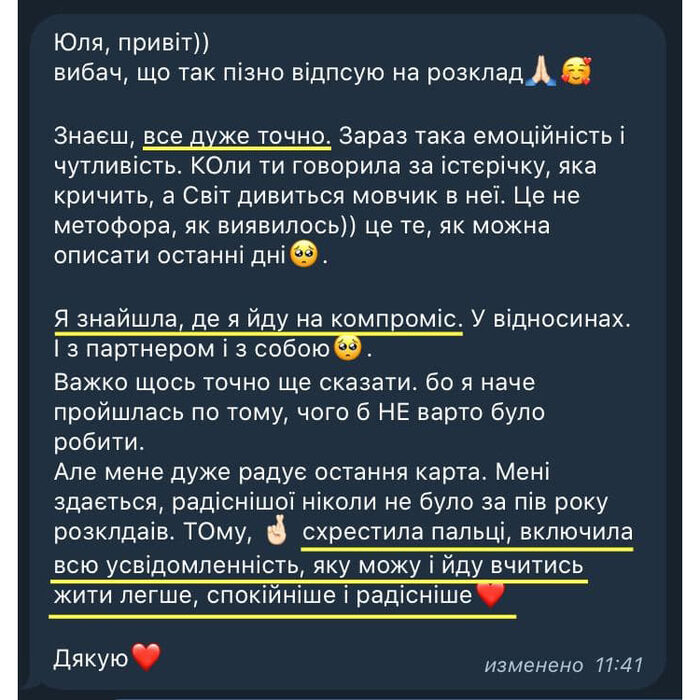 Юля, привіт))
вибач, що так пізно відпсую на розклад🙏🏻🥰
Знаєш, все дуже точно. Зараз така емоційність і
чутливість. КОли ти говорила за істерічку, яка
кричить, а Світ дивиться мовчик в неї. Це не
метофора, як виявилось)) це те, як можна
описати останні дні🥺.
Я знайшла, де я йду на компроміс. У відносинах.
І з партнером і з собою🥺.
Важко щось точно ще сказати. бо я наче
пройшлась по тому, чого б НЕ варто було
робити.
Але мене дуже радує остання карта. Мені
здається, радіснішої ніколи не було за пів року
розклдаів. ТОму, 🤞🏻 схрестила пальці, включила
всю усвідомленність, яку можу і йду вчитись
жити легше, спокійніше і радісніше❤️
Дякую❤️
изменено 11:41